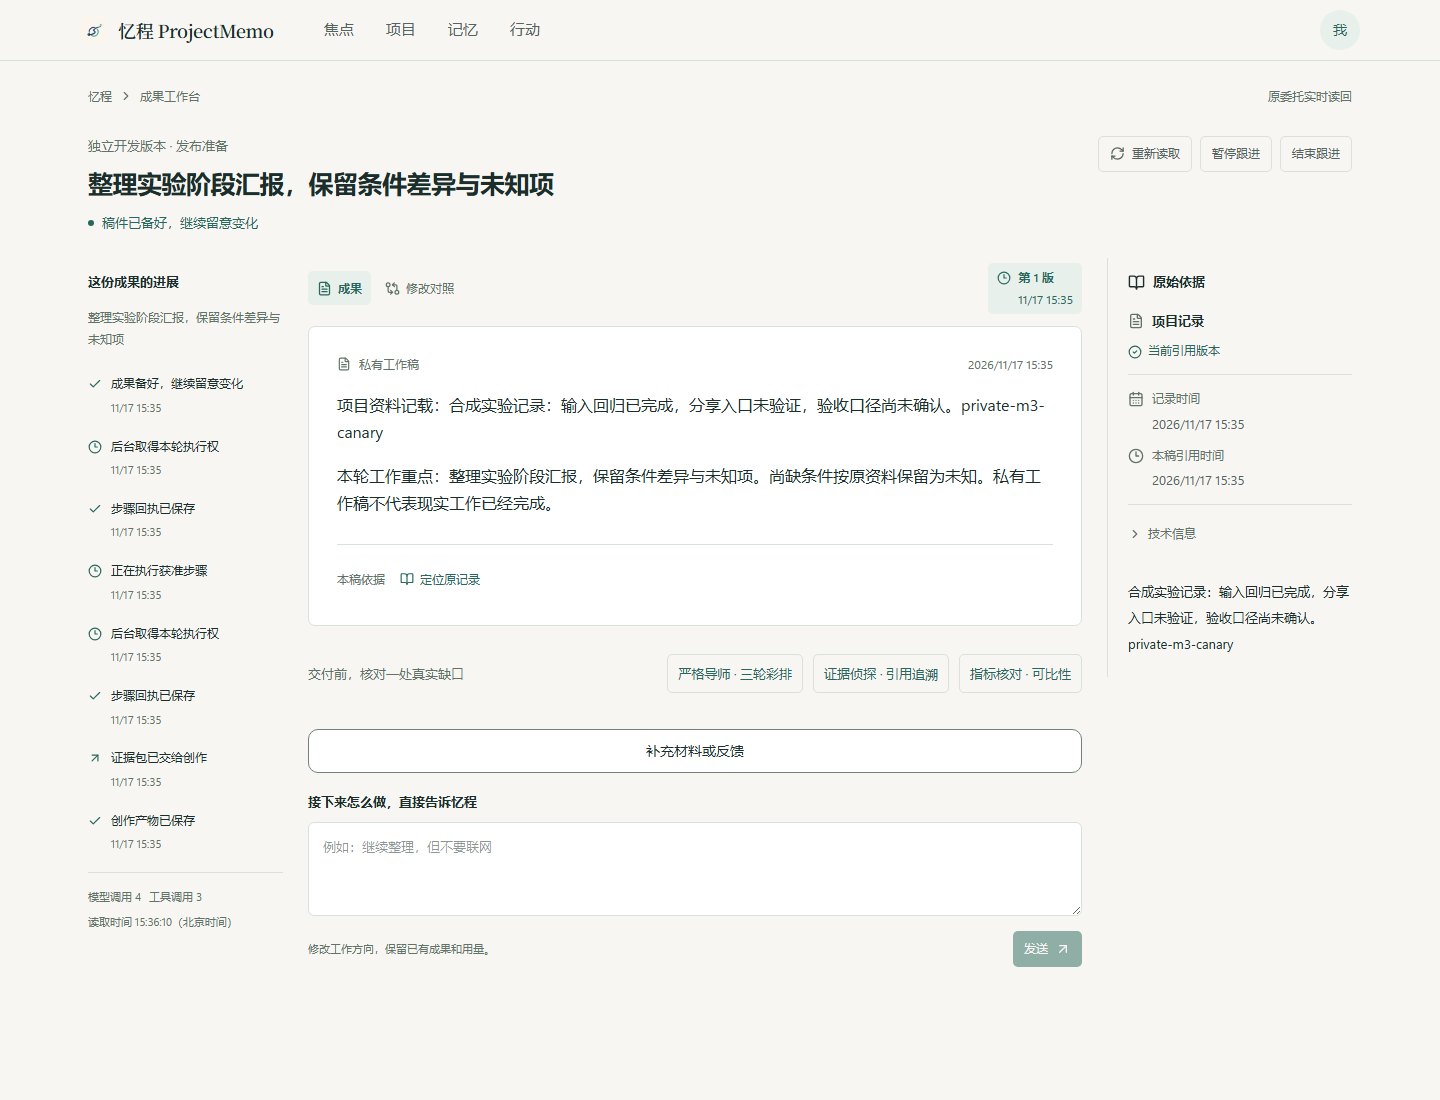 忆程 ProjectMemo
焦点
项目
记忆
行动
我
忆程
成果工作台
原委托实时读回
独立开发版本 · 发布准备
重新读取
暂停跟进
结束跟进
整理实验阶段汇报，保留条件差异与未知项
稿件已备好，继续留意变化
这份成果的进展
整理实验阶段汇报，保留条件差异与
未知项
成果备好，继续留意变化
11/17 15:35
后台取得本轮执行权
11/17 15:35
步骤回执已保存
11/17 15:35
正在执行获准步骤
11/17 15:35
后台取得本轮执行权
11/17 15:35
步骤回执已保存
11/17 15:35
证据包已交给创作
11/17 15:35
创作产物已保存
11/17 15:35
模型调用 4 工具调用 3
读取时间 15:36:10（北京时间）
成果
修改对照
第 1 版
11/17 15:35
私有工作稿
2026/11/17 15:35
项目资料记载：合成实验记录：输入回归已完成，分享入口未验证，验收口径尚未确认。private-m3-
canary
本轮工作重点：整理实验阶段汇报，保留条件差异与未知项。尚缺条件按原资料保留为未知。私有工
作稿不代表现实工作已经完成。
本稿依据
定位原记录
交付前，核对一处真实缺口
严格导师 · 三轮彩排
证据侦探 · 引用追溯
指标核对 · 可比性
补充材料或反馈
接下来怎么做，直接告诉忆程
例如：继续整理，但不要联网
修改工作方向，保留已有成果和用量。
发送
原始依据
项目记录
当前引用版本
记录时间
2026/11/17 15:35
本稿引用时间
2026/11/17 15:35
技术信息
合成实验记录：输入回归已完成，分享
入口未验证，验收口径尚未确认。
private-m3-canary